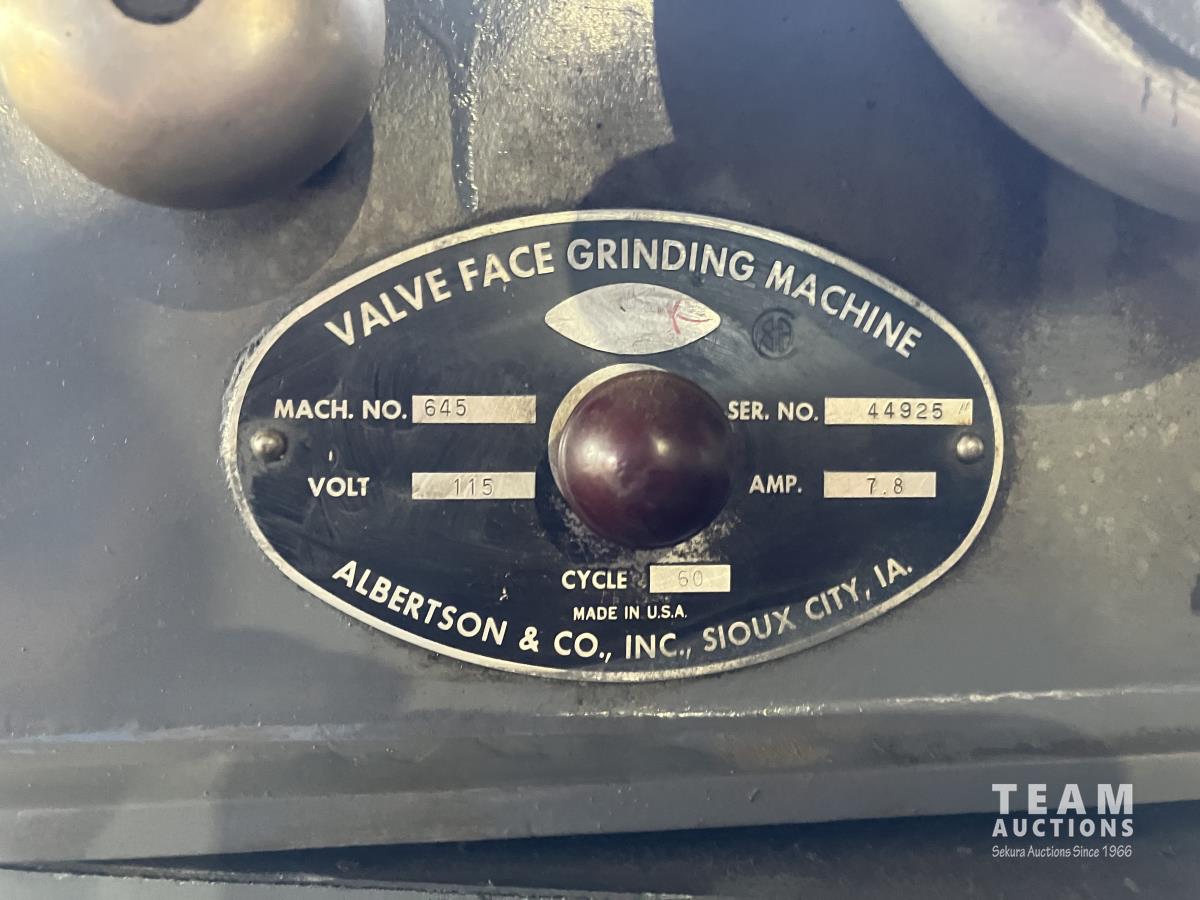 VALVE FACE GRINDING MACHINE
MACH. NO. 645
SER. NO. 44925
VOLT 115
AMP. 7.8
CYCLE 60
MADE IN U.S.A.
ALBERTSON & CO., INC., SIOUX CITY, IA.
TEAM
AUCTIONS
Sekura Auctions Since 1966